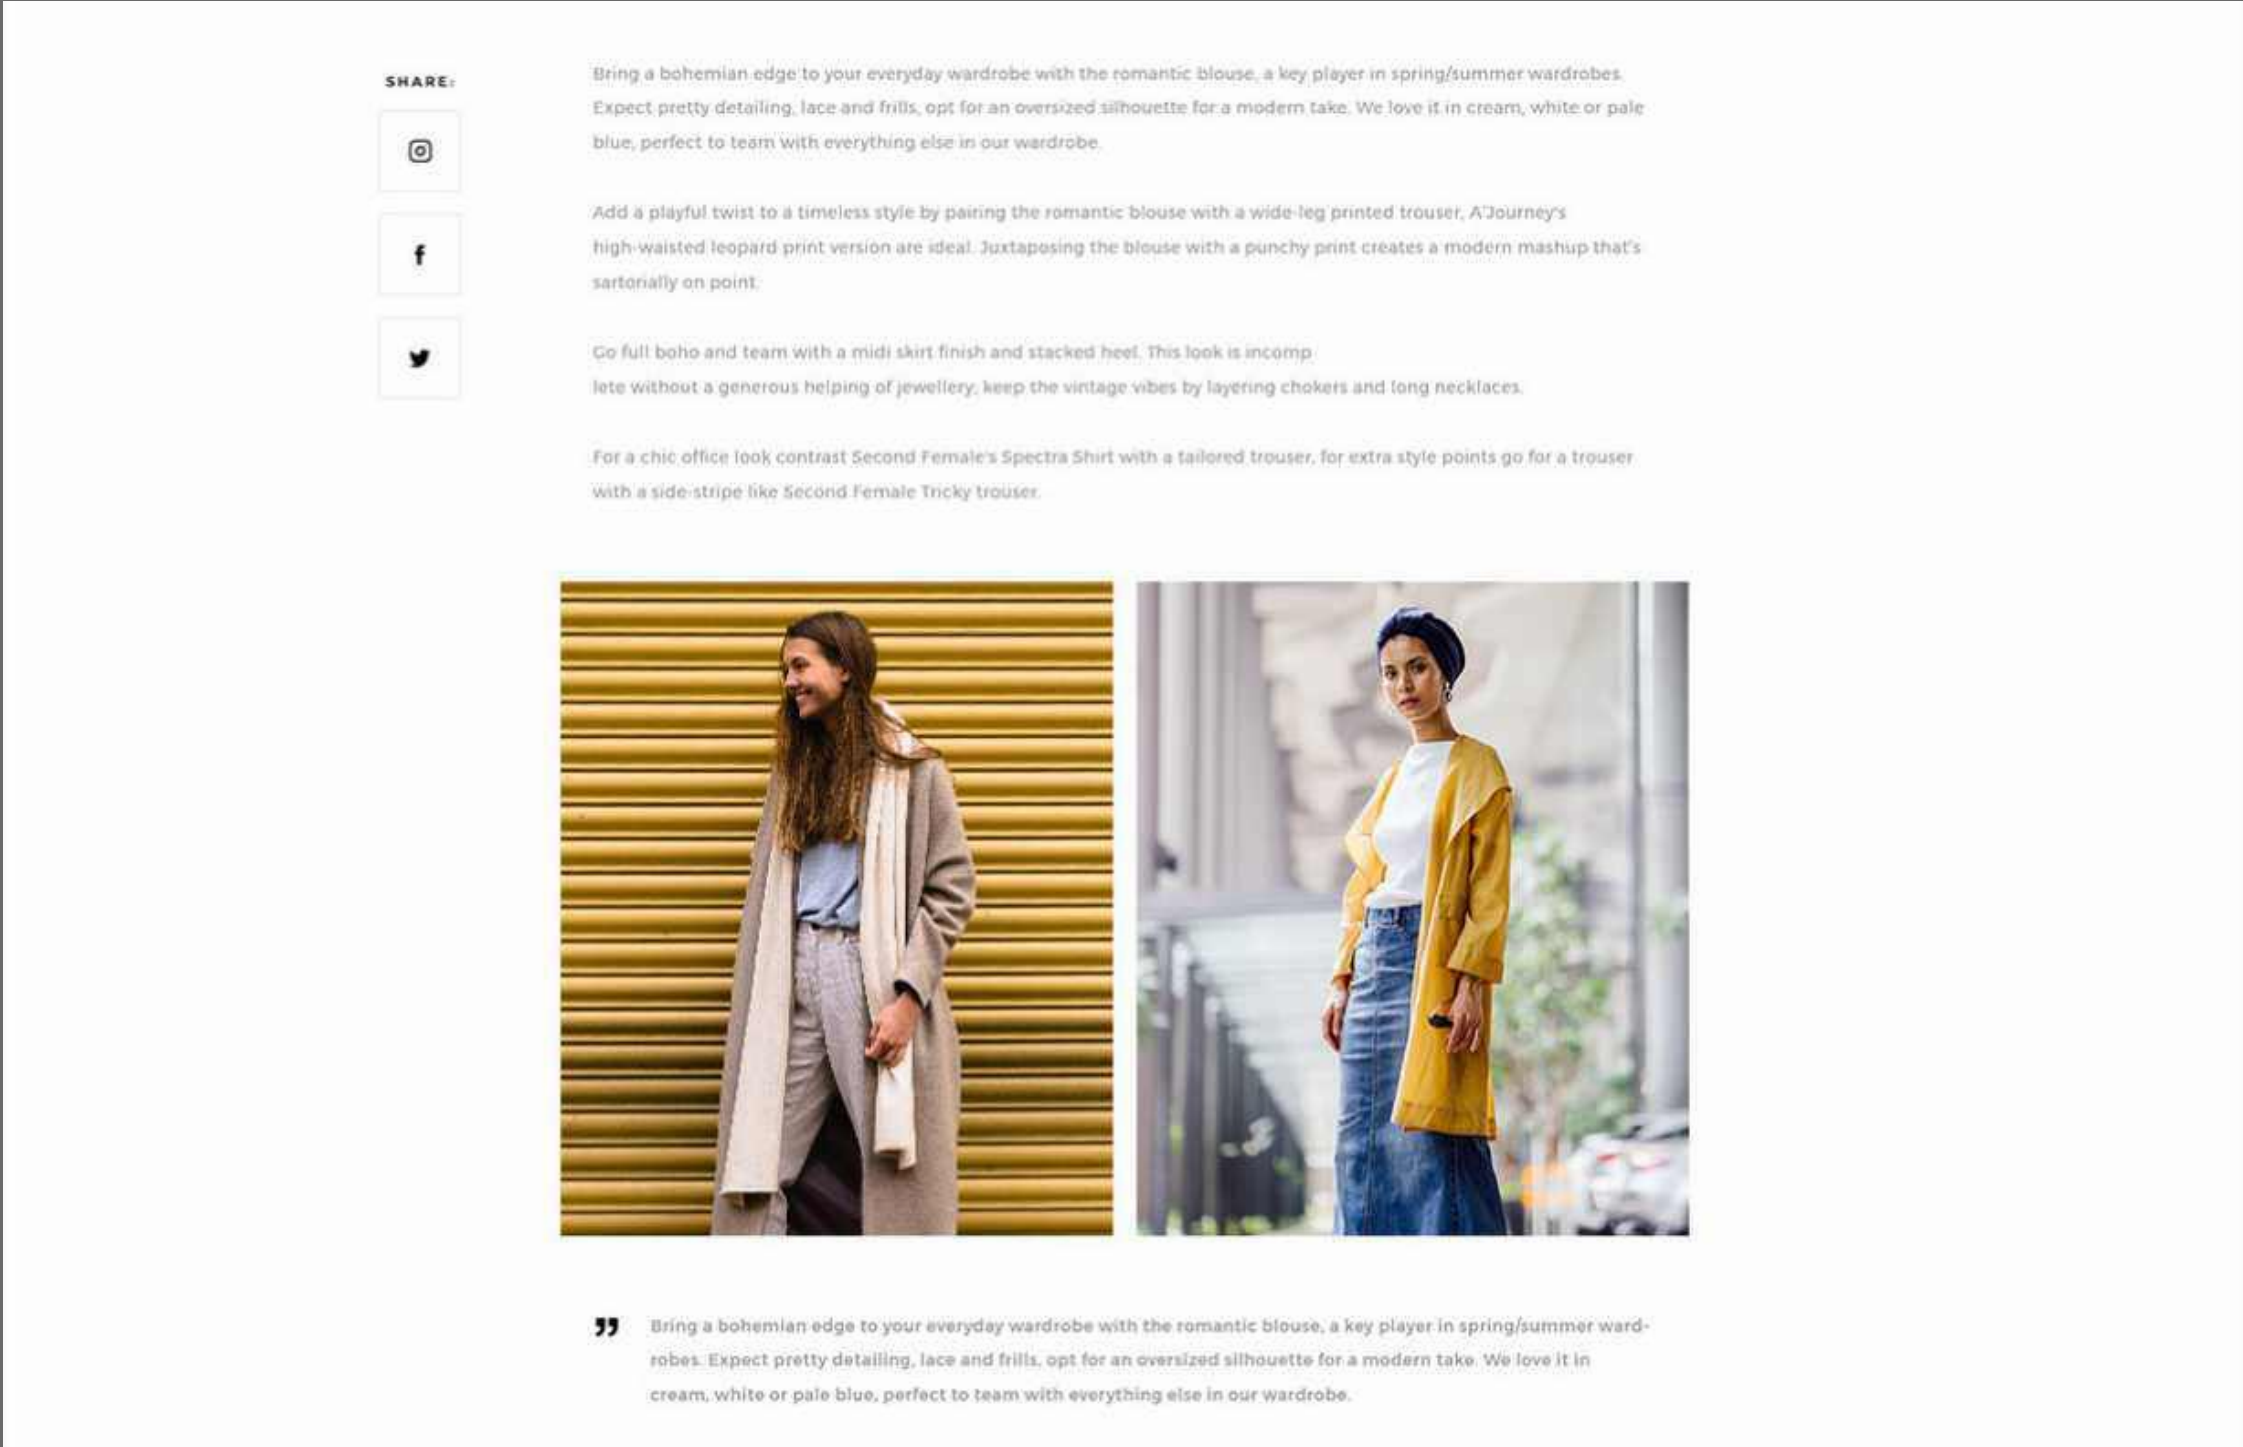 SHARE:
Bring a bohemian edge to your everyday wardrobe with the romantic blouse, a key player in spring/summer wardrobes.
Expect pretty detailing, lace and frills, opt for an oversized silhouette for a modern take. We love it in cream, white or pale
blue, perfect to team with everything else in our wardrobe.
Add a playful twist to a timeless style by pairing the romantic blouse with a wide-leg printed trouser, A'Journey's
high-waisted leopard print version are ideal. Juxtaposing the blouse with a punchy print creates a modern mashup that's
sartorially on point.
Go full boho and team with a midi skirt finish and stacked heel. This look is incomp
lete without a generous helping of jewellery, keep the vintage vibes by layering chokers and long necklaces.
For a chic office look contrast Second Female's Spectra Shirt with a tailored trouser, for extra style points go for a trouser
with a side-stripe like Second Female Tricky trouser.
” Bring a bohemian edge to your everyday wardrobe with the romantic blouse, a key player in spring/summer ward-
robes. Expect pretty detailing, lace and frills, opt for an oversized silhouette for a modern take. We love it in
cream, white or pale blue, perfect to team with everything else in our wardrobe.